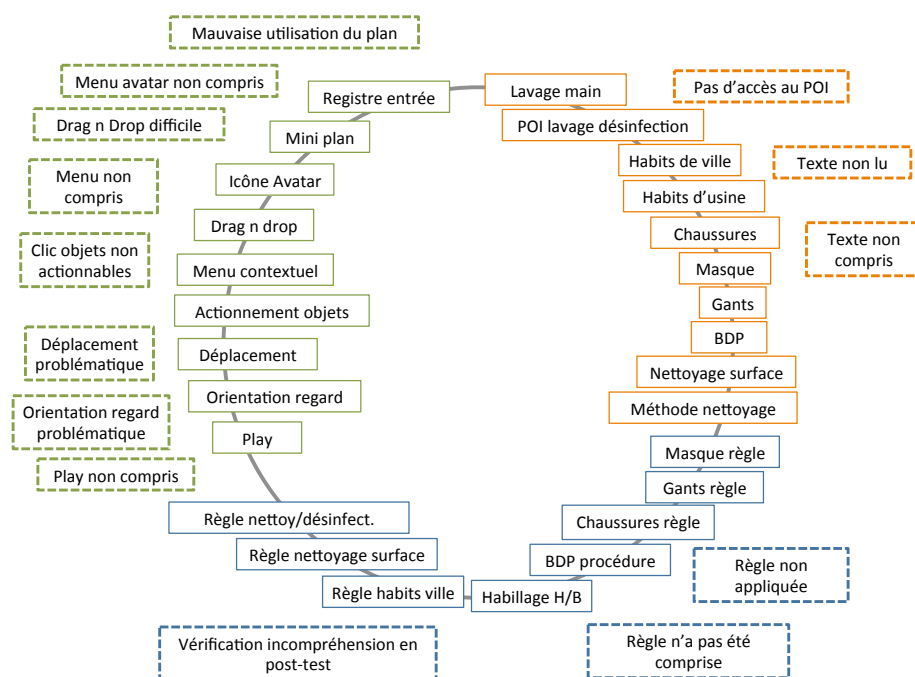 Mauvaise utilisation du plan
Menu avatar non compris
Drag n Drop difficile
Menu non
compris
Clic objets non
actionnables
Déplacement
problématique
Orientation regard
problématique
Play non compris
Registre entrée
Mini plan
Icône Avatar
Drag n drop
Menu contextuel
Actionnement objets
Déplacement
Orientation regard
Play
Lavage main
POI lavage désinfection
Habits de ville
Habits d'usine
Chaussures
Masque
Gants
BDP
Nettoyage surface
Méthode nettoyage
Pas d'accès au POI
Texte non lu
Texte non
compris
Masque règle
Gants règle
Chaussures règle
BDP procédure
Habillage H/B
Règle habits ville
Règle nettoyage surface
Règle nettoy/désinfect.
Règle non
appliquée
Règle n'a pas été
comprise
Vérification incompréhension en
post-test